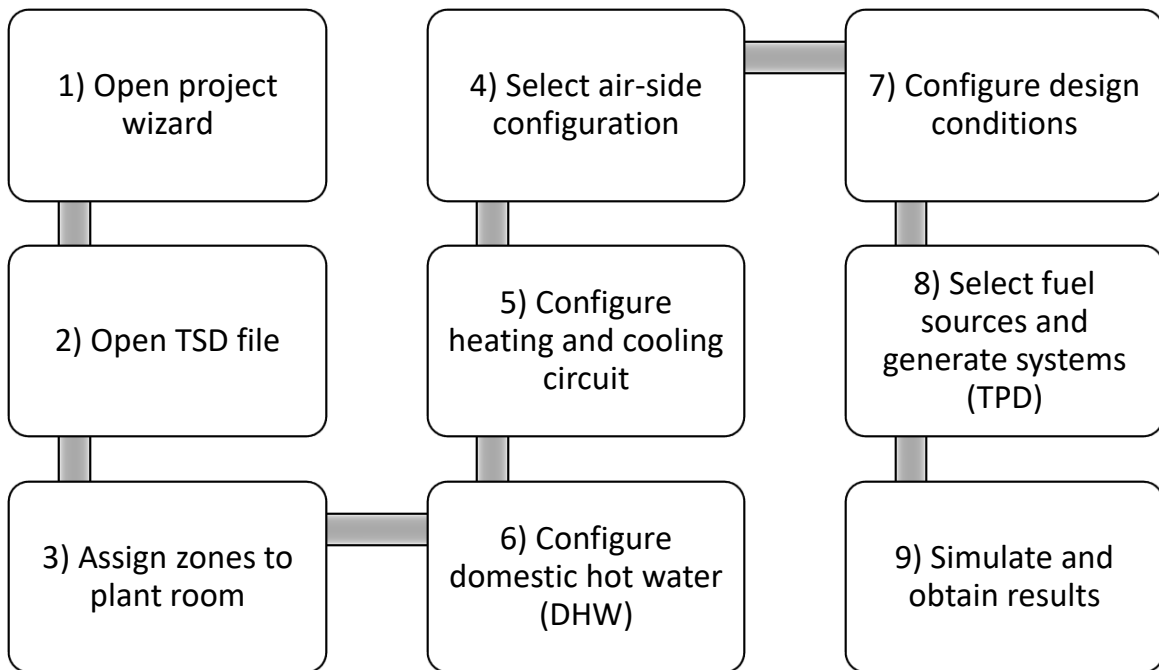 1) Open project
wizard
2) Open TSD file
3) Assign zones to
plant room
4) Select air-side
configuration
5) Configure
heating and cooling
circuit
6) Configure
domestic hot water
(DHW)
7) Configure design
conditions
8) Select fuel
sources and
generate systems
(TPD)
9) Simulate and
obtain results